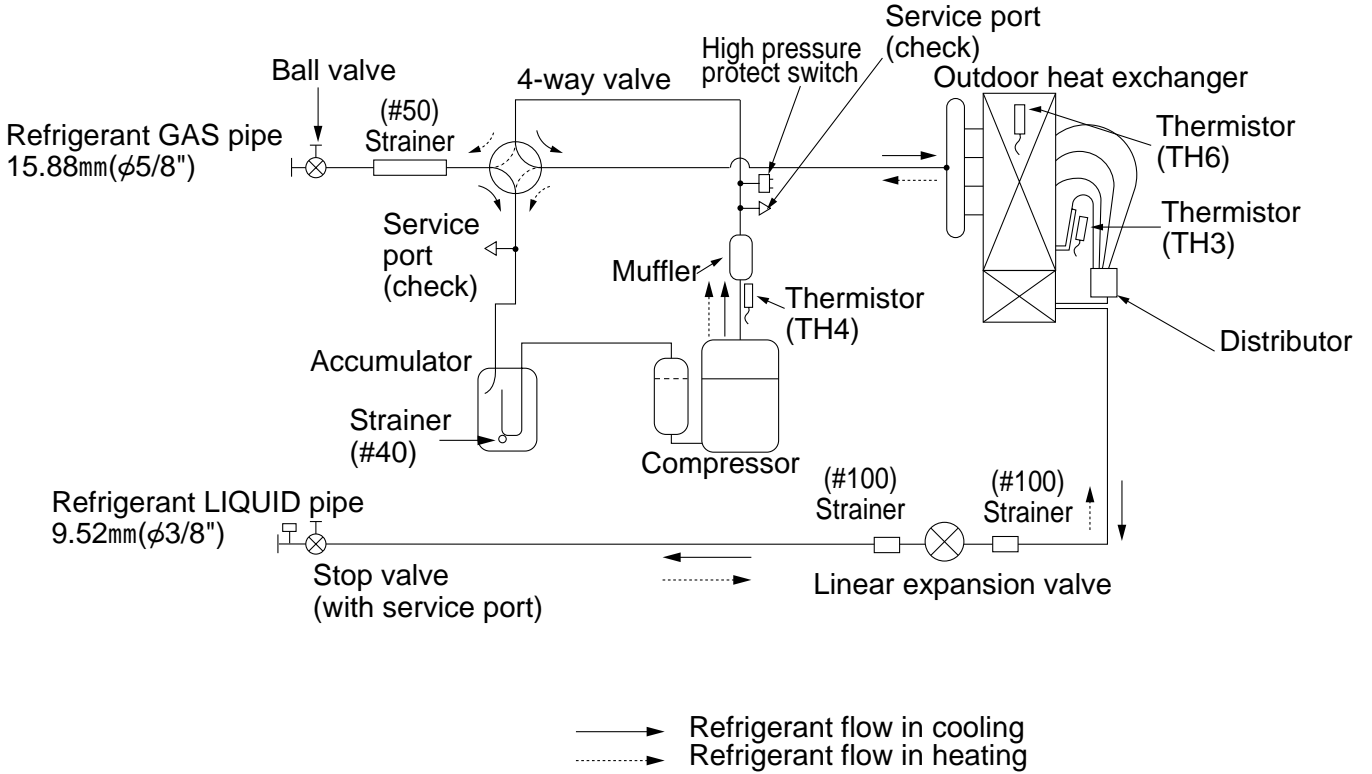 Service port
(check)
High pressure
protect switch
Ball valve
4-way valve
Outdoor heat exchanger
(#50)
Strainer
Refrigerant GAS pipe
15.88mm(φ5/8")
Thermistor
(TH6)
Service
port
(check)
Thermistor
(TH3)
Muffler
Thermistor
(TH4)
Distributor
Accumulator
Strainer
(#40)
Compressor
(#100)
Strainer
(#100)
Strainer
Refrigerant LIQUID pipe
9.52mm(φ3/8")
Stop valve
(with service port)
Linear expansion valve
Refrigerant flow in cooling
Refrigerant flow in heating